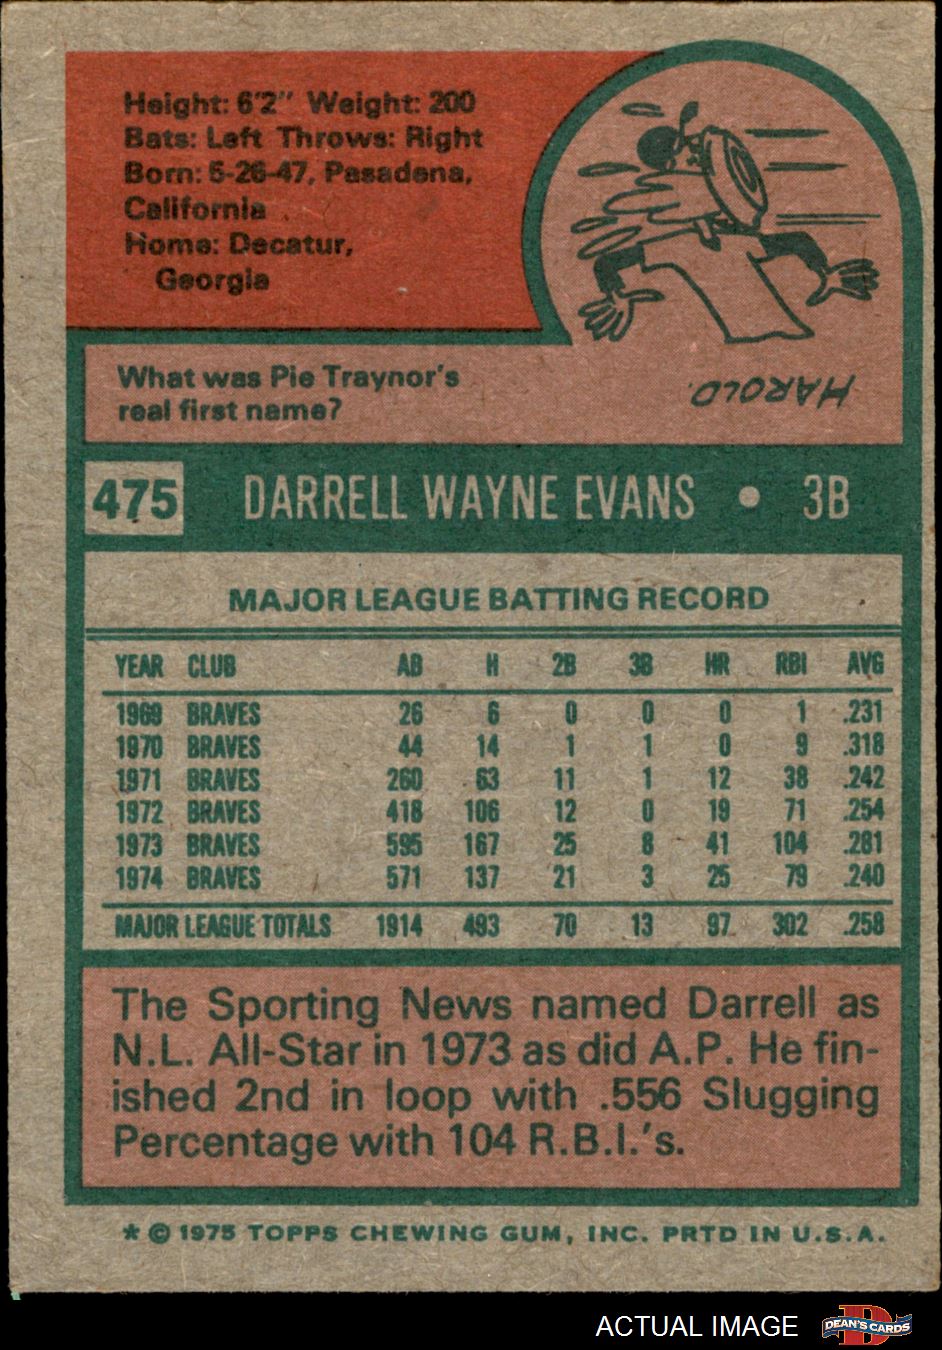 Height: 6'2" Weight: 200
Bats: Left Throws: Right
Born: 5-26-47, Pasadena,
California
Home: Decatur,
Georgia
What was Pie Traynor's
real first name?
HAROLD.
475 DARRELL WAYNE EVANS • 3B
MAJOR LEAGUE BATTING RECORD
YEAR CLUB AB H 2B 3B HR RBI AVG
1969 BRAVES 26 6 0 0 0 1 .231
1970 BRAVES 44 14 1 1 0 9 .318
1971 BRAVES 260 63 11 1 12 38 .242
1972 BRAVES 418 106 12 0 19 71 .254
1973 BRAVES 595 167 25 8 41 104 .281
1974 BRAVES 571 137 21 3 25 79 .240
MAJOR LEAGUE TOTALS 1914 493 70 13 97 302 .258
The Sporting News named Darrell as
N.L. All-Star in 1973 as did A.P. He fin-
ished 2nd in loop with .556 Slugging
Percentage with 104 R.B.I.'s.
* © 1975 TOPPS CHEWING GUM, INC. PRTD IN U.S.A.
ACTUAL IMAGE
DEAN'S CARDS